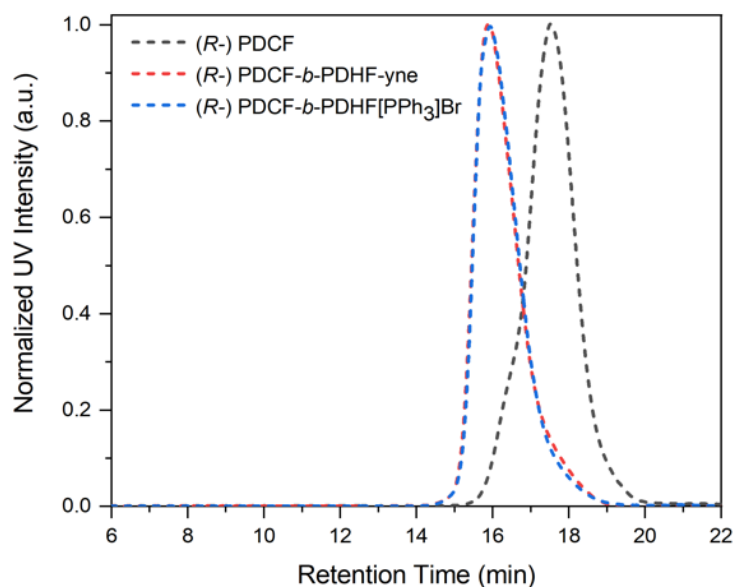 (R-) PDCF
(R-) PDCF-b-PDHF-yne
(R-) PDCF-b-PDHF[PPh3]Br
Normalized UV Intensity (a.u.)
1.0
0.8
0.6
0.4
0.2
0.0
6 8 10 12 14 16 18 20 22
Retention Time (min)